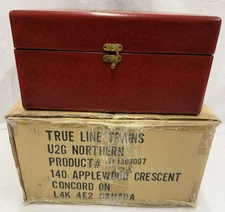 TRUE LINE TRAINS
U2G NORTHERN
PRODUCT#
140 APPLEWOOD CRESCENT
CONCORD ON
L4K 4E2 CANADA